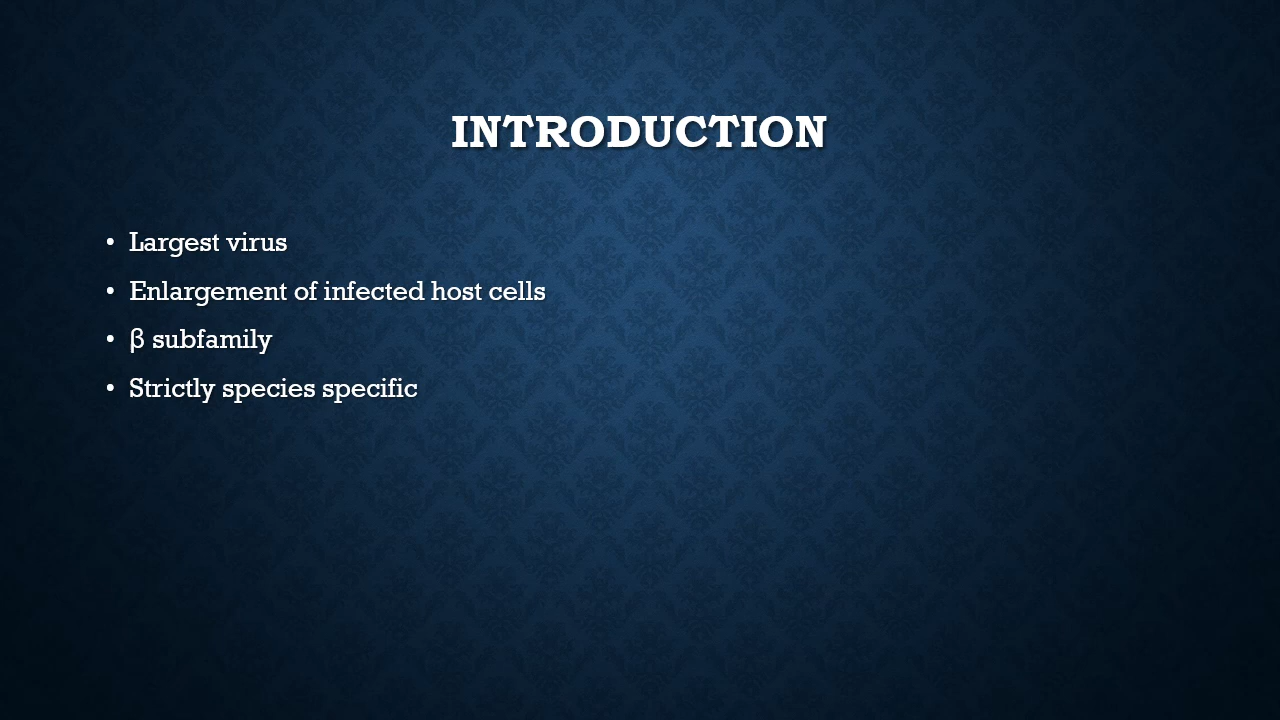 INTRODUCTION
• Largest virus
• Enlargement of infected host cells
• β subfamily
• Strictly species specific